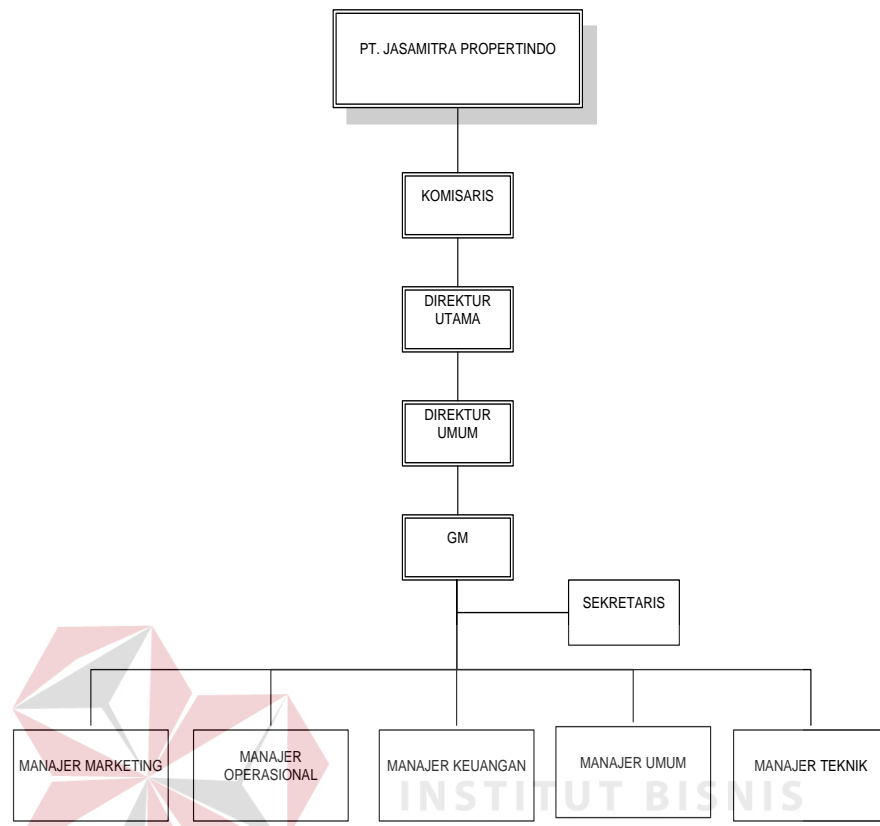 PT. JASAMITRA PROPERTINDO
KOMISARIS
DIREKTUR
UTAMA
DIREKTUR
UMUM
GM
SEKRETARIS
MANAJER MARKETING
MANAJER
OPERASIONAL
MANAJER KEUANGAN
MANAJER UMUM
MANAJER TEKNIK
INSTITUT BISNIS